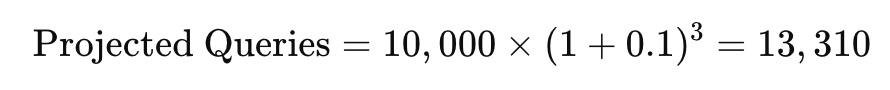 Projected Queries = 10,000 × (1 + 0.1)³ = 13,310